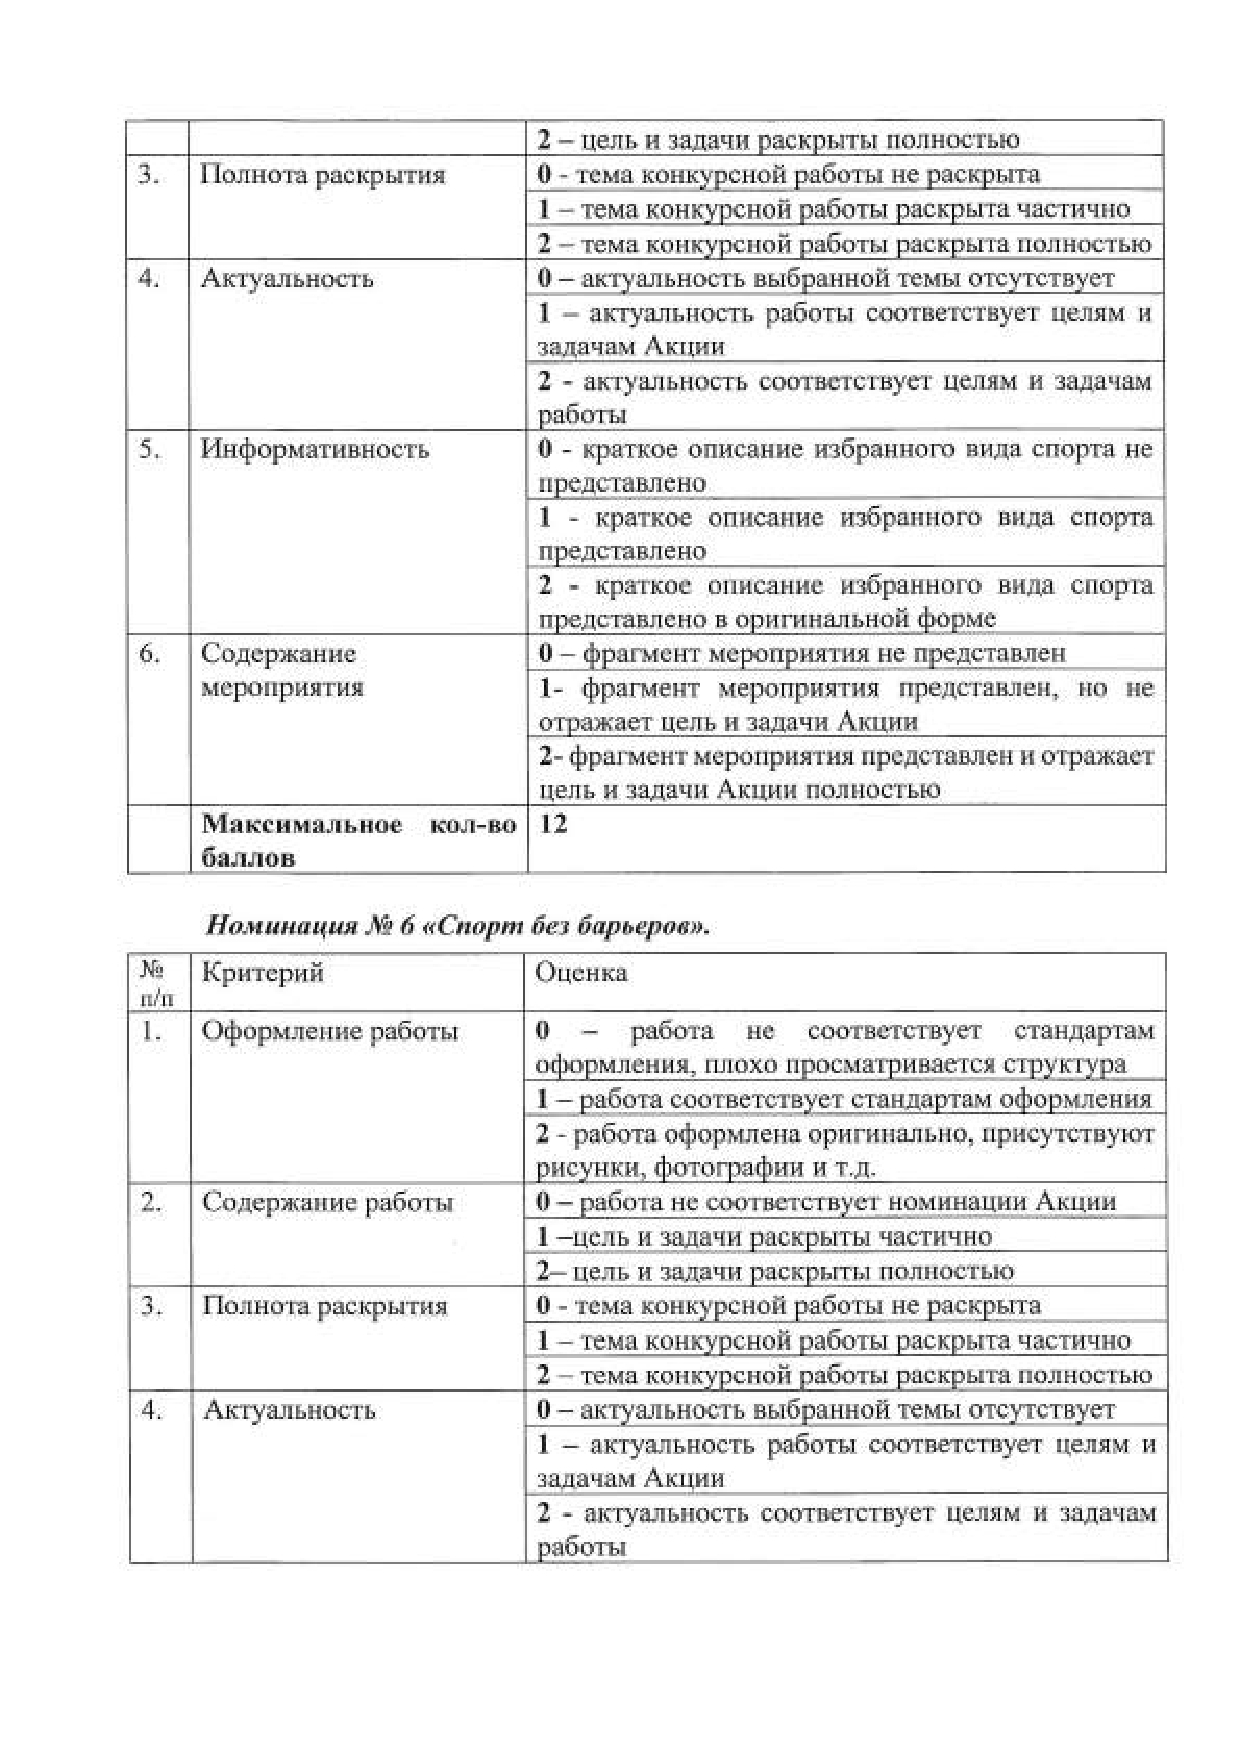 2 – цель и задачи раскрыты полностью
3. Полнота раскрытия 0 - тема конкурсной работы не раскрыта
1 – тема конкурсной работы раскрыта частично
2 – тема конкурсной работы раскрыта полностью
4. Актуальность 0 – актуальность выбранной темы отсутствует
1 – актуальность работы соответствует целям и
задачам Акции
2 - актуальность соответствует целям и задачам
работы
5. Информативность 0 - краткое описание избранного вида спорта не
представлено
1 - краткое описание избранного вида спорта
представлено
2 - краткое описание избранного вида спорта
представлено в оригинальной форме
6. Содержание 0 – фрагмент мероприятия не представлен
мероприятия 1- фрагмент мероприятия представлен, но не
отражает цель и задачи Акции
2- фрагмент мероприятия представлен и отражает
цель и задачи Акции полностью
Максимальное кол-во 12
баллов
Номинация № 6 «Спорт без барьеров».
№ Критерий Оценка
п/п
1. Оформление работы 0 – работа не соответствует стандартам
оформления, плохо просматривается структура
1 – работа соответствует стандартам оформления
2 - работа оформлена оригинально, присутствуют
рисунки, фотографии и т.д.
2. Содержание работы 0 – работа не соответствует номинации Акции
1 –цель и задачи раскрыты частично
2– цель и задачи раскрыты полностью
3. Полнота раскрытия 0 - тема конкурсной работы не раскрыта
1 – тема конкурсной работы раскрыта частично
2 – тема конкурсной работы раскрыта полностью
4. Актуальность 0 – актуальность выбранной темы отсутствует
1 – актуальность работы соответствует целям и
задачам Акции
2 - актуальность соответствует целям и задачам
работы